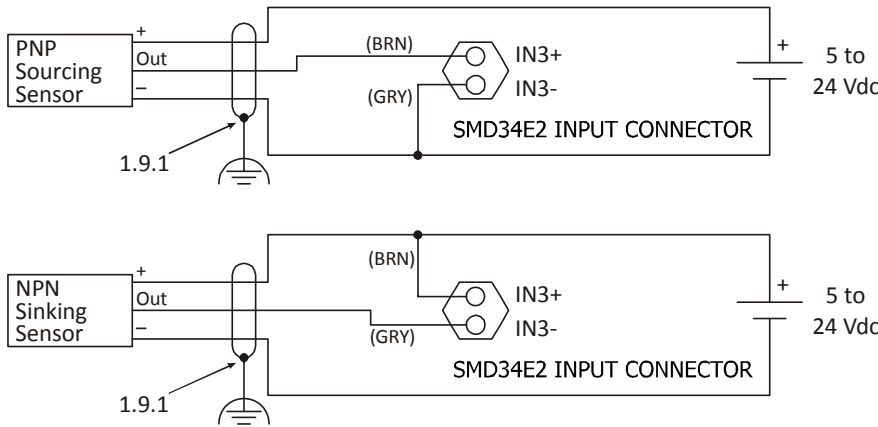 PNP
Sourcing
Sensor
+
Out
–
(BRN)
(GRY)
IN3+
IN3-
SMD34E2 INPUT CONNECTOR
+
5 to
24 Vdc
1.9.1
NPN
Sinking
Sensor
+
Out
–
(BRN)
(GRY)
IN3+
IN3-
SMD34E2 INPUT CONNECTOR
+
5 to
24 Vdc
1.9.1